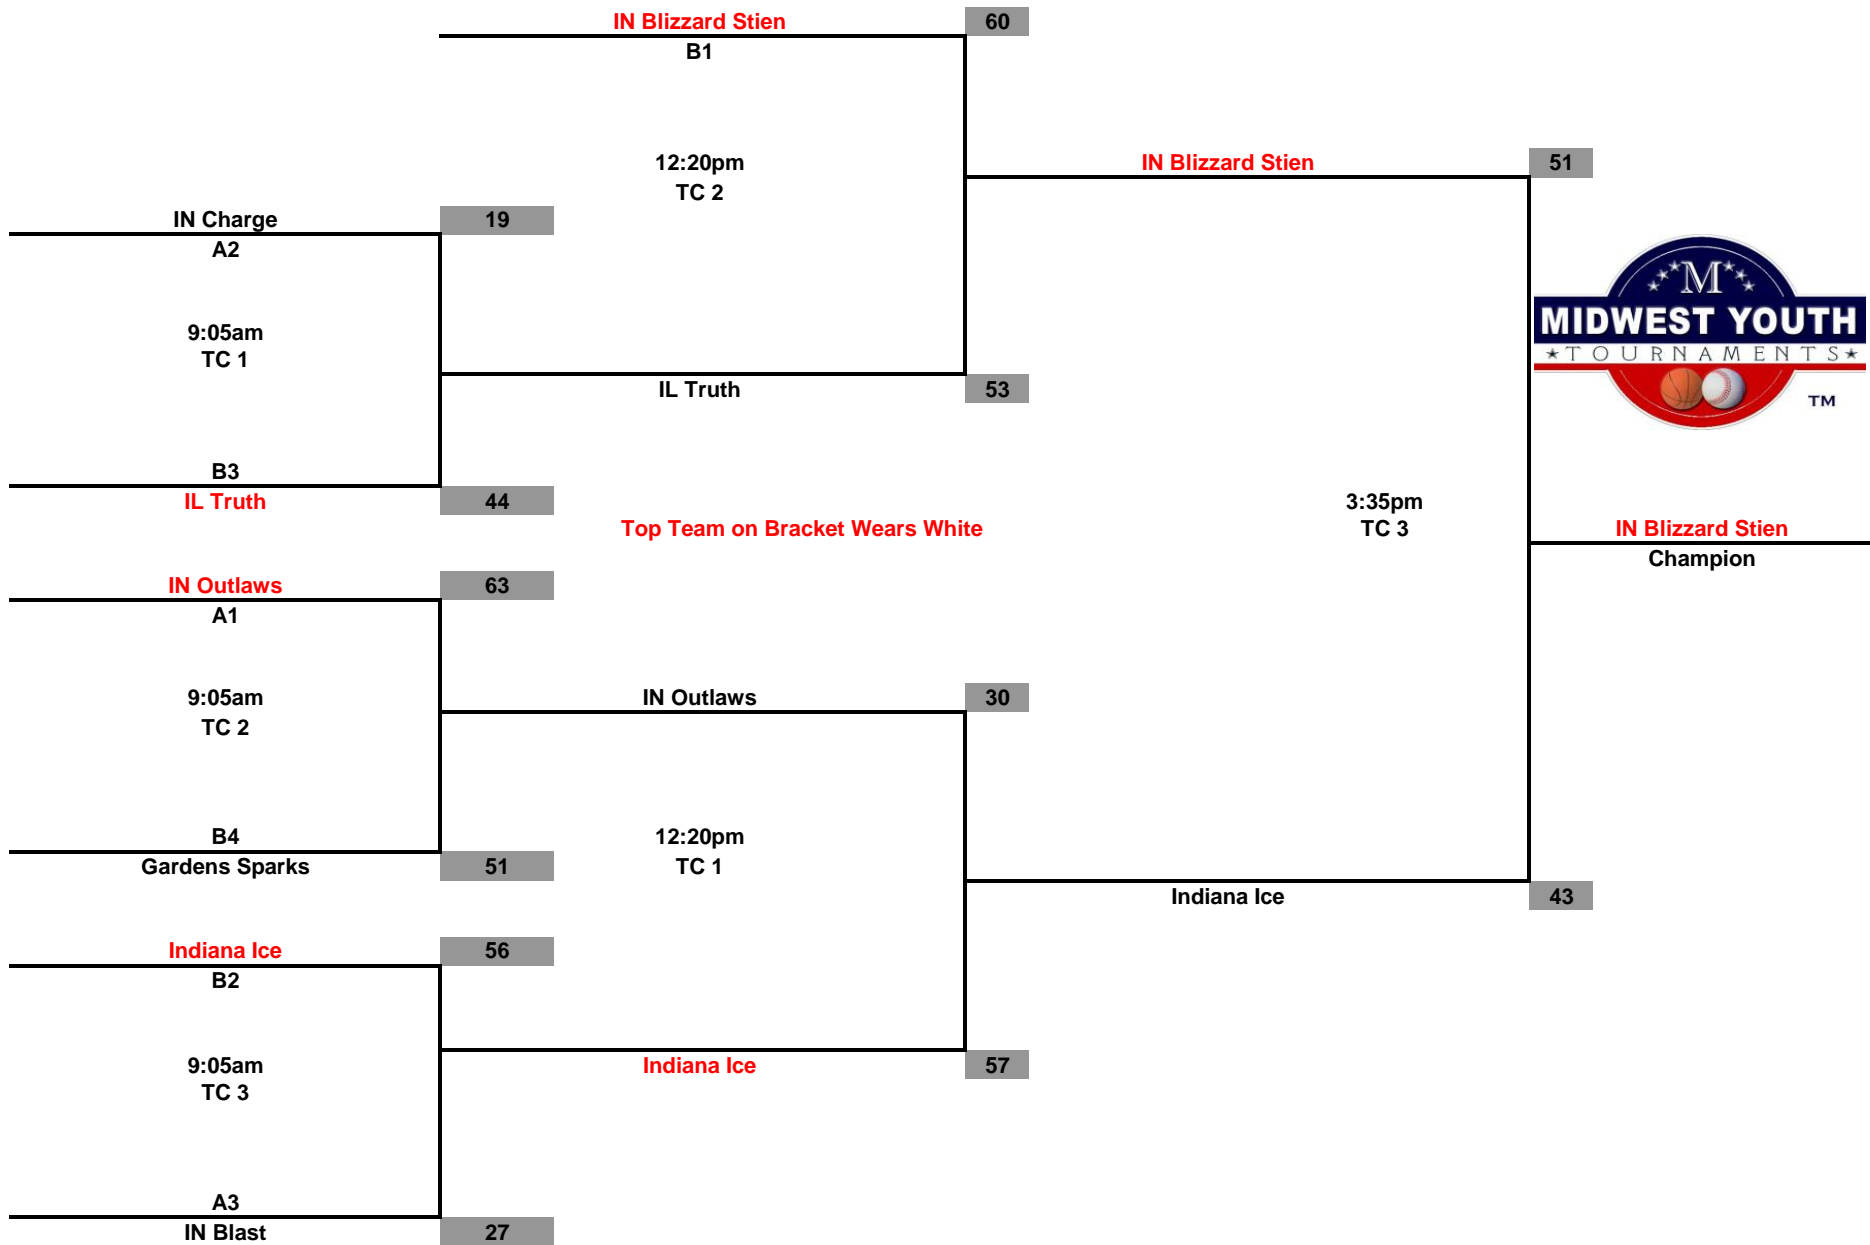 IN Blizzard Stien 60
B1
12:20pm
TC 2
IN Blizzard Stien 51
IN Charge 19
A2
9:05am
TC 1
IL Truth 53
B3
IL Truth 44
M
MIDWEST YOUTH
TOURNAMENTS
TM
Top Team on Bracket Wears White
3:35pm
TC 3
IN Blizzard Stien
Champion
IN Outlaws 63
A1
9:05am
TC 2
IN Outlaws 30
B4
Gardens Sparks 51
12:20pm
TC 1
Indiana Ice 43
Indiana Ice 56
B2
9:05am
TC 3
Indiana Ice 57
A3
IN Blast 27